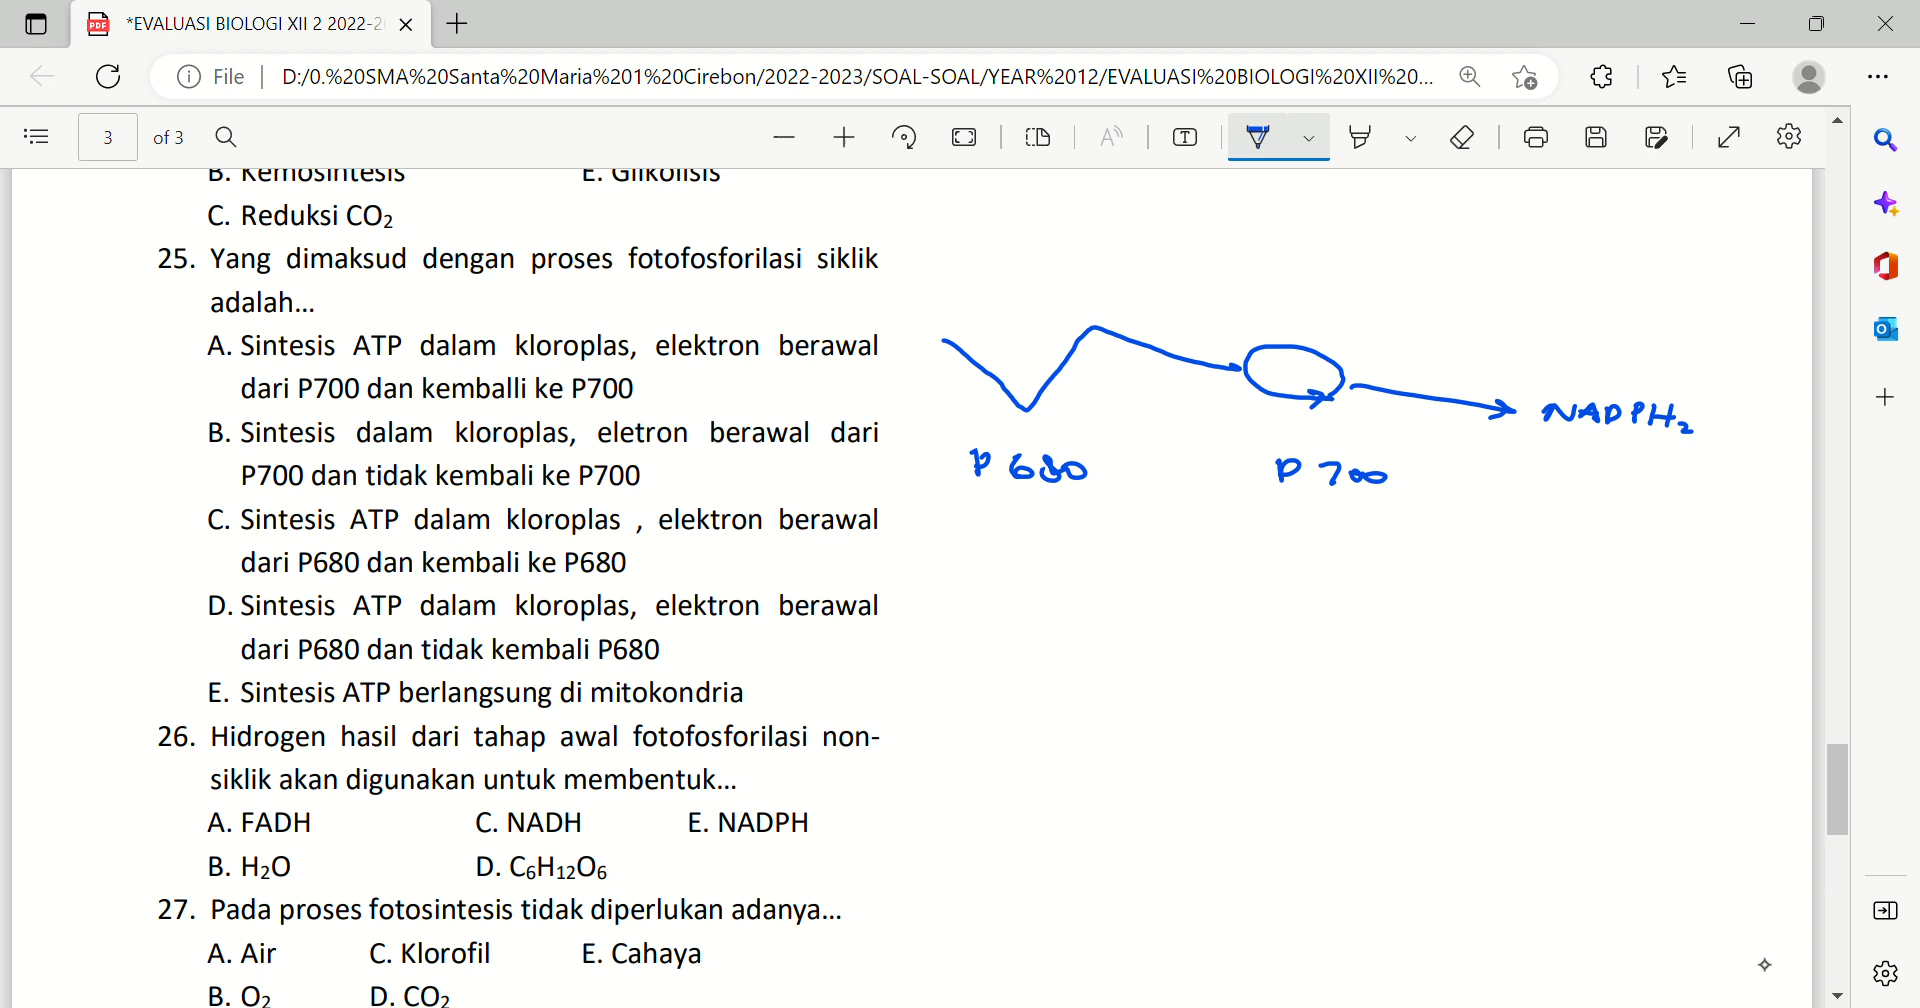 *EVALUASI BIOLOGI XII 2 2022-2
File
D:/0.%20SMA%20Santa%20Maria%201%20Cirebon/2022-2023/SOAL-SOAL/YEAR%2012/EVALUASI%20BIOLOGI%20XII%20...
3 of 3
B. Kemosintesis E. Glikolisis
C. Reduksi CO₂
25. Yang dimaksud dengan proses fotofosforilasi siklik
adalah...
A. Sintesis ATP dalam kloroplas, elektron berawal
dari P700 dan kemballi ke P700
B. Sintesis dalam kloroplas, eletron berawal dari
P700 dan tidak kembali ke P700
C. Sintesis ATP dalam kloroplas , elektron berawal
dari P680 dan kembali ke P680
D. Sintesis ATP dalam kloroplas, elektron berawal
dari P680 dan tidak kembali P680
E. Sintesis ATP berlangsung di mitokondria
26. Hidrogen hasil dari tahap awal fotofosforilasi non-
siklik akan digunakan untuk membentuk...
A. FADH C. NADH E. NADPH
B. H₂O D. C₆H₁₂O₆
27. Pada proses fotosintesis tidak diperlukan adanya...
A. Air C. Klorofil E. Cahaya
B. O₂ D. CO₂
NADPH₂
P 680 P 700